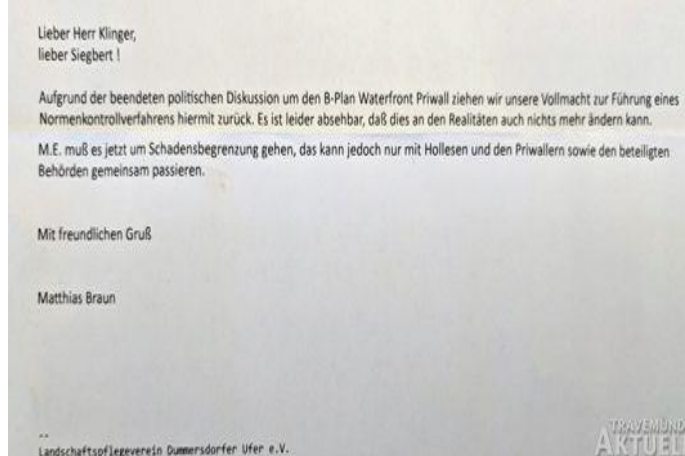 Lieber Herr Klinger,
lieber Siegbert !
Aufgrund der beendeten politischen Diskussion um den B-Plan Waterfront Priwall ziehen wir unsere Vollmacht zur Führung eines
Normenkontrollverfahrens hiermit zurück. Es ist leider absehbar, daß dies an den Realitäten auch nichts mehr ändern kann.
M.E. muß es jetzt um Schadensbegrenzung gehen, das kann jedoch nur mit Hollesen und den Priwallern sowie den beteiligten
Behörden gemeinsam passieren.
Mit freundlichen Gruß
Matthias Braun
--
Landschaftspflegeverein Dummersdorfer Ufer e.V.
TRAVEMÜND
AKTUELL